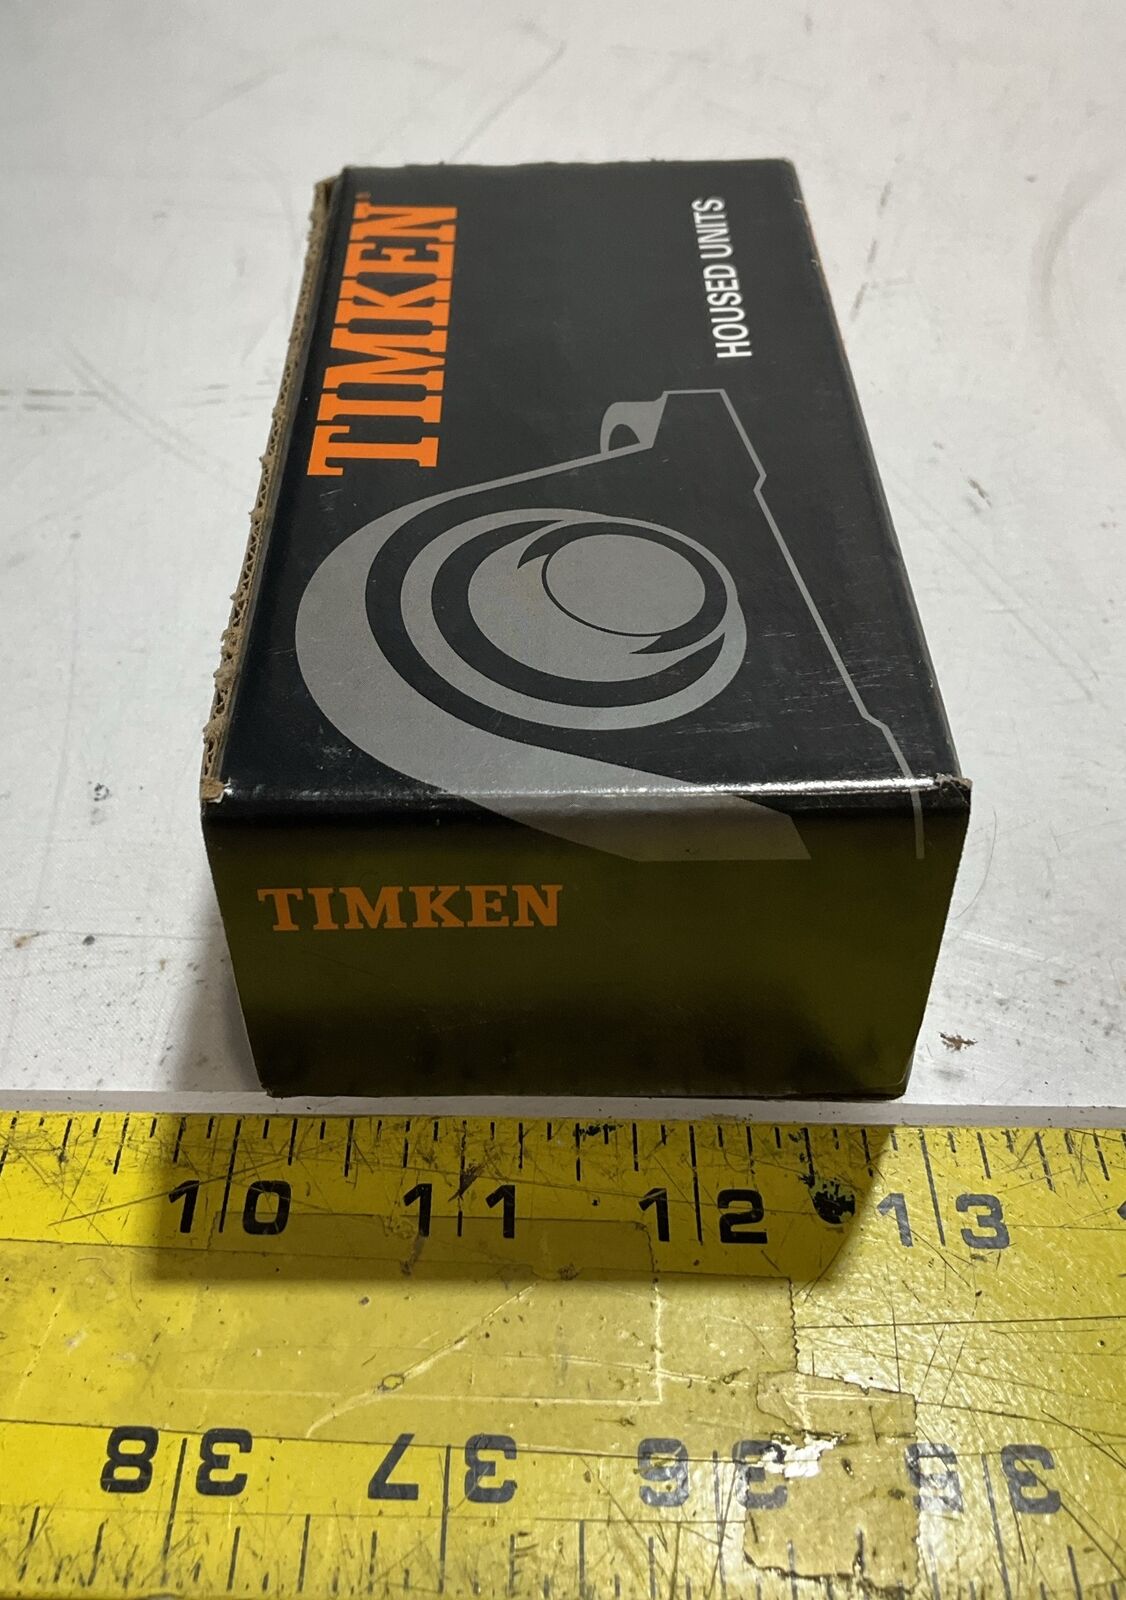 TIMKEN
HOUSED UNITS
TIMKEN
10 11 12 13
38 37 36 35